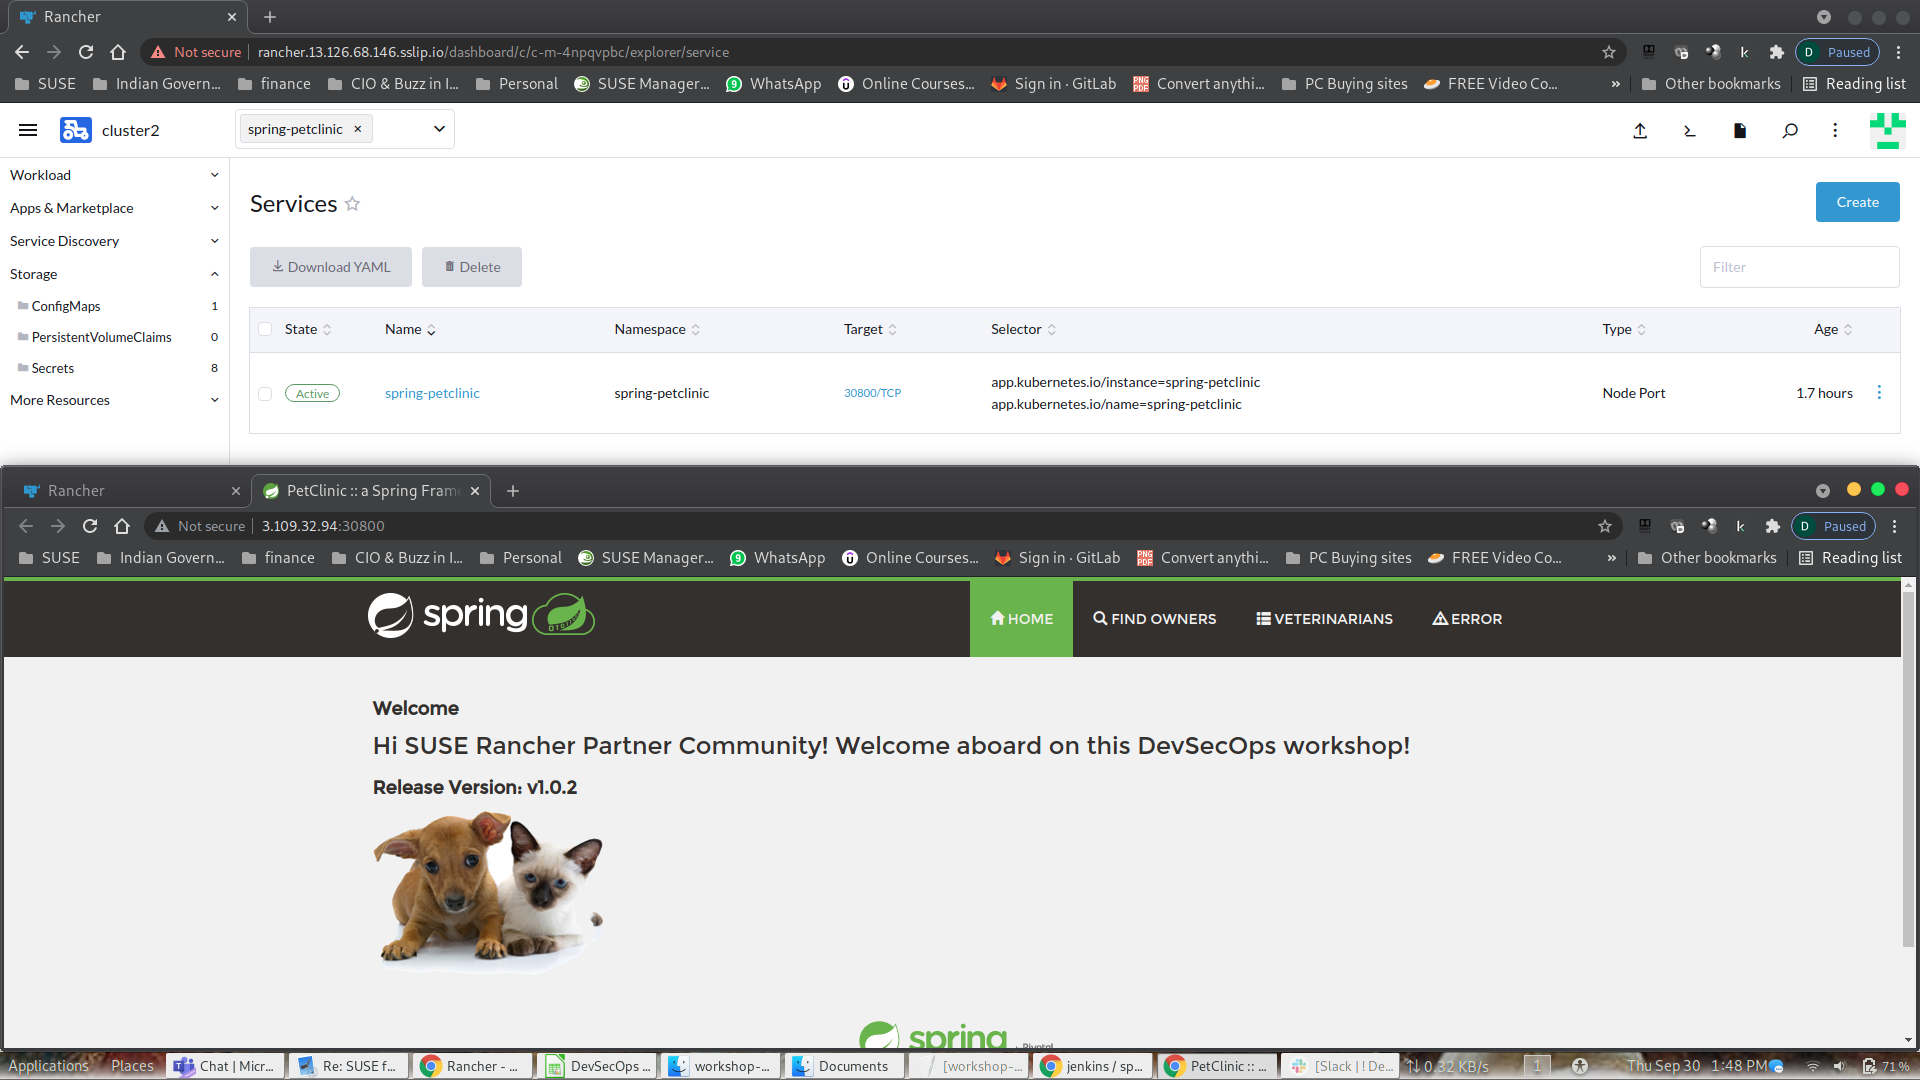 Rancher
Not secure rancher.13.126.68.146.sslip.io/dashboard/c/c-m-4npqvpbc/explorer/service
D Paused
SUSE Indian Govern... finance CIO & Buzz in I... Personal SUSE Manager... WhatsApp Online Courses... Sign in · GitLab Convert anythi... PC Buying sites FREE Video Co... » Other bookmarks Reading list
cluster2
spring-petclinic ×
Workload
Apps & Marketplace
Service Discovery
Storage
ConfigMaps 1
PersistentVolumeClaims 0
Secrets 8
More Resources
Services
Create
Download YAML Delete
Filter
State Name Namespace Target Selector Type Age
Active spring-petclinic spring-petclinic 30800/TCP app.kubernetes.io/instance=spring-petclinic Node Port 1.7 hours
app.kubernetes.io/name=spring-petclinic
Rancher PetClinic :: a Spring Fram
Not secure 3.109.32.94:30800
D Paused
SUSE Indian Govern... finance CIO & Buzz in I... Personal SUSE Manager... WhatsApp Online Courses... Sign in · GitLab Convert anythi... PC Buying sites FREE Video Co... » Other bookmarks Reading list
spring
HOME FIND OWNERS VETERINARIANS ERROR
Welcome
Hi SUSE Rancher Partner Community! Welcome aboard on this DevSecOps workshop!
Release Version: v1.0.2
spring
Applications Places Chat | Micr... Re: SUSE f... Rancher - ... DevSecOps ... workshop-... Documents [workshop-... jenkins / sp... PetClinic :: ... [Slack | ! De... 0.32 KB/s 1 Thu Sep 30 1:48 PM 71 %